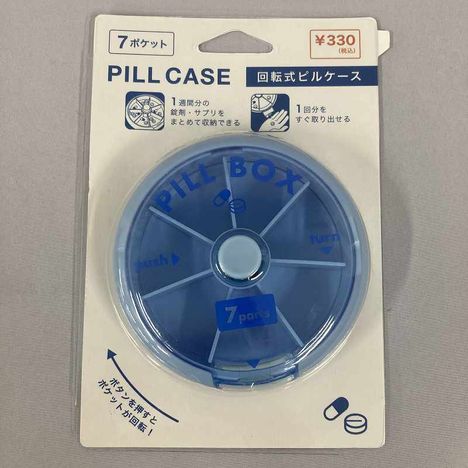 7ポケット
¥330
(税込)
PILL CASE
回転式ピルケース
1週間分の
錠剤・サプリを
まとめて収納できる
1回分を
すぐ取り出せる
PILL BOX
push
turn
7 parts
ボタンを押すと
ポケットが回転！